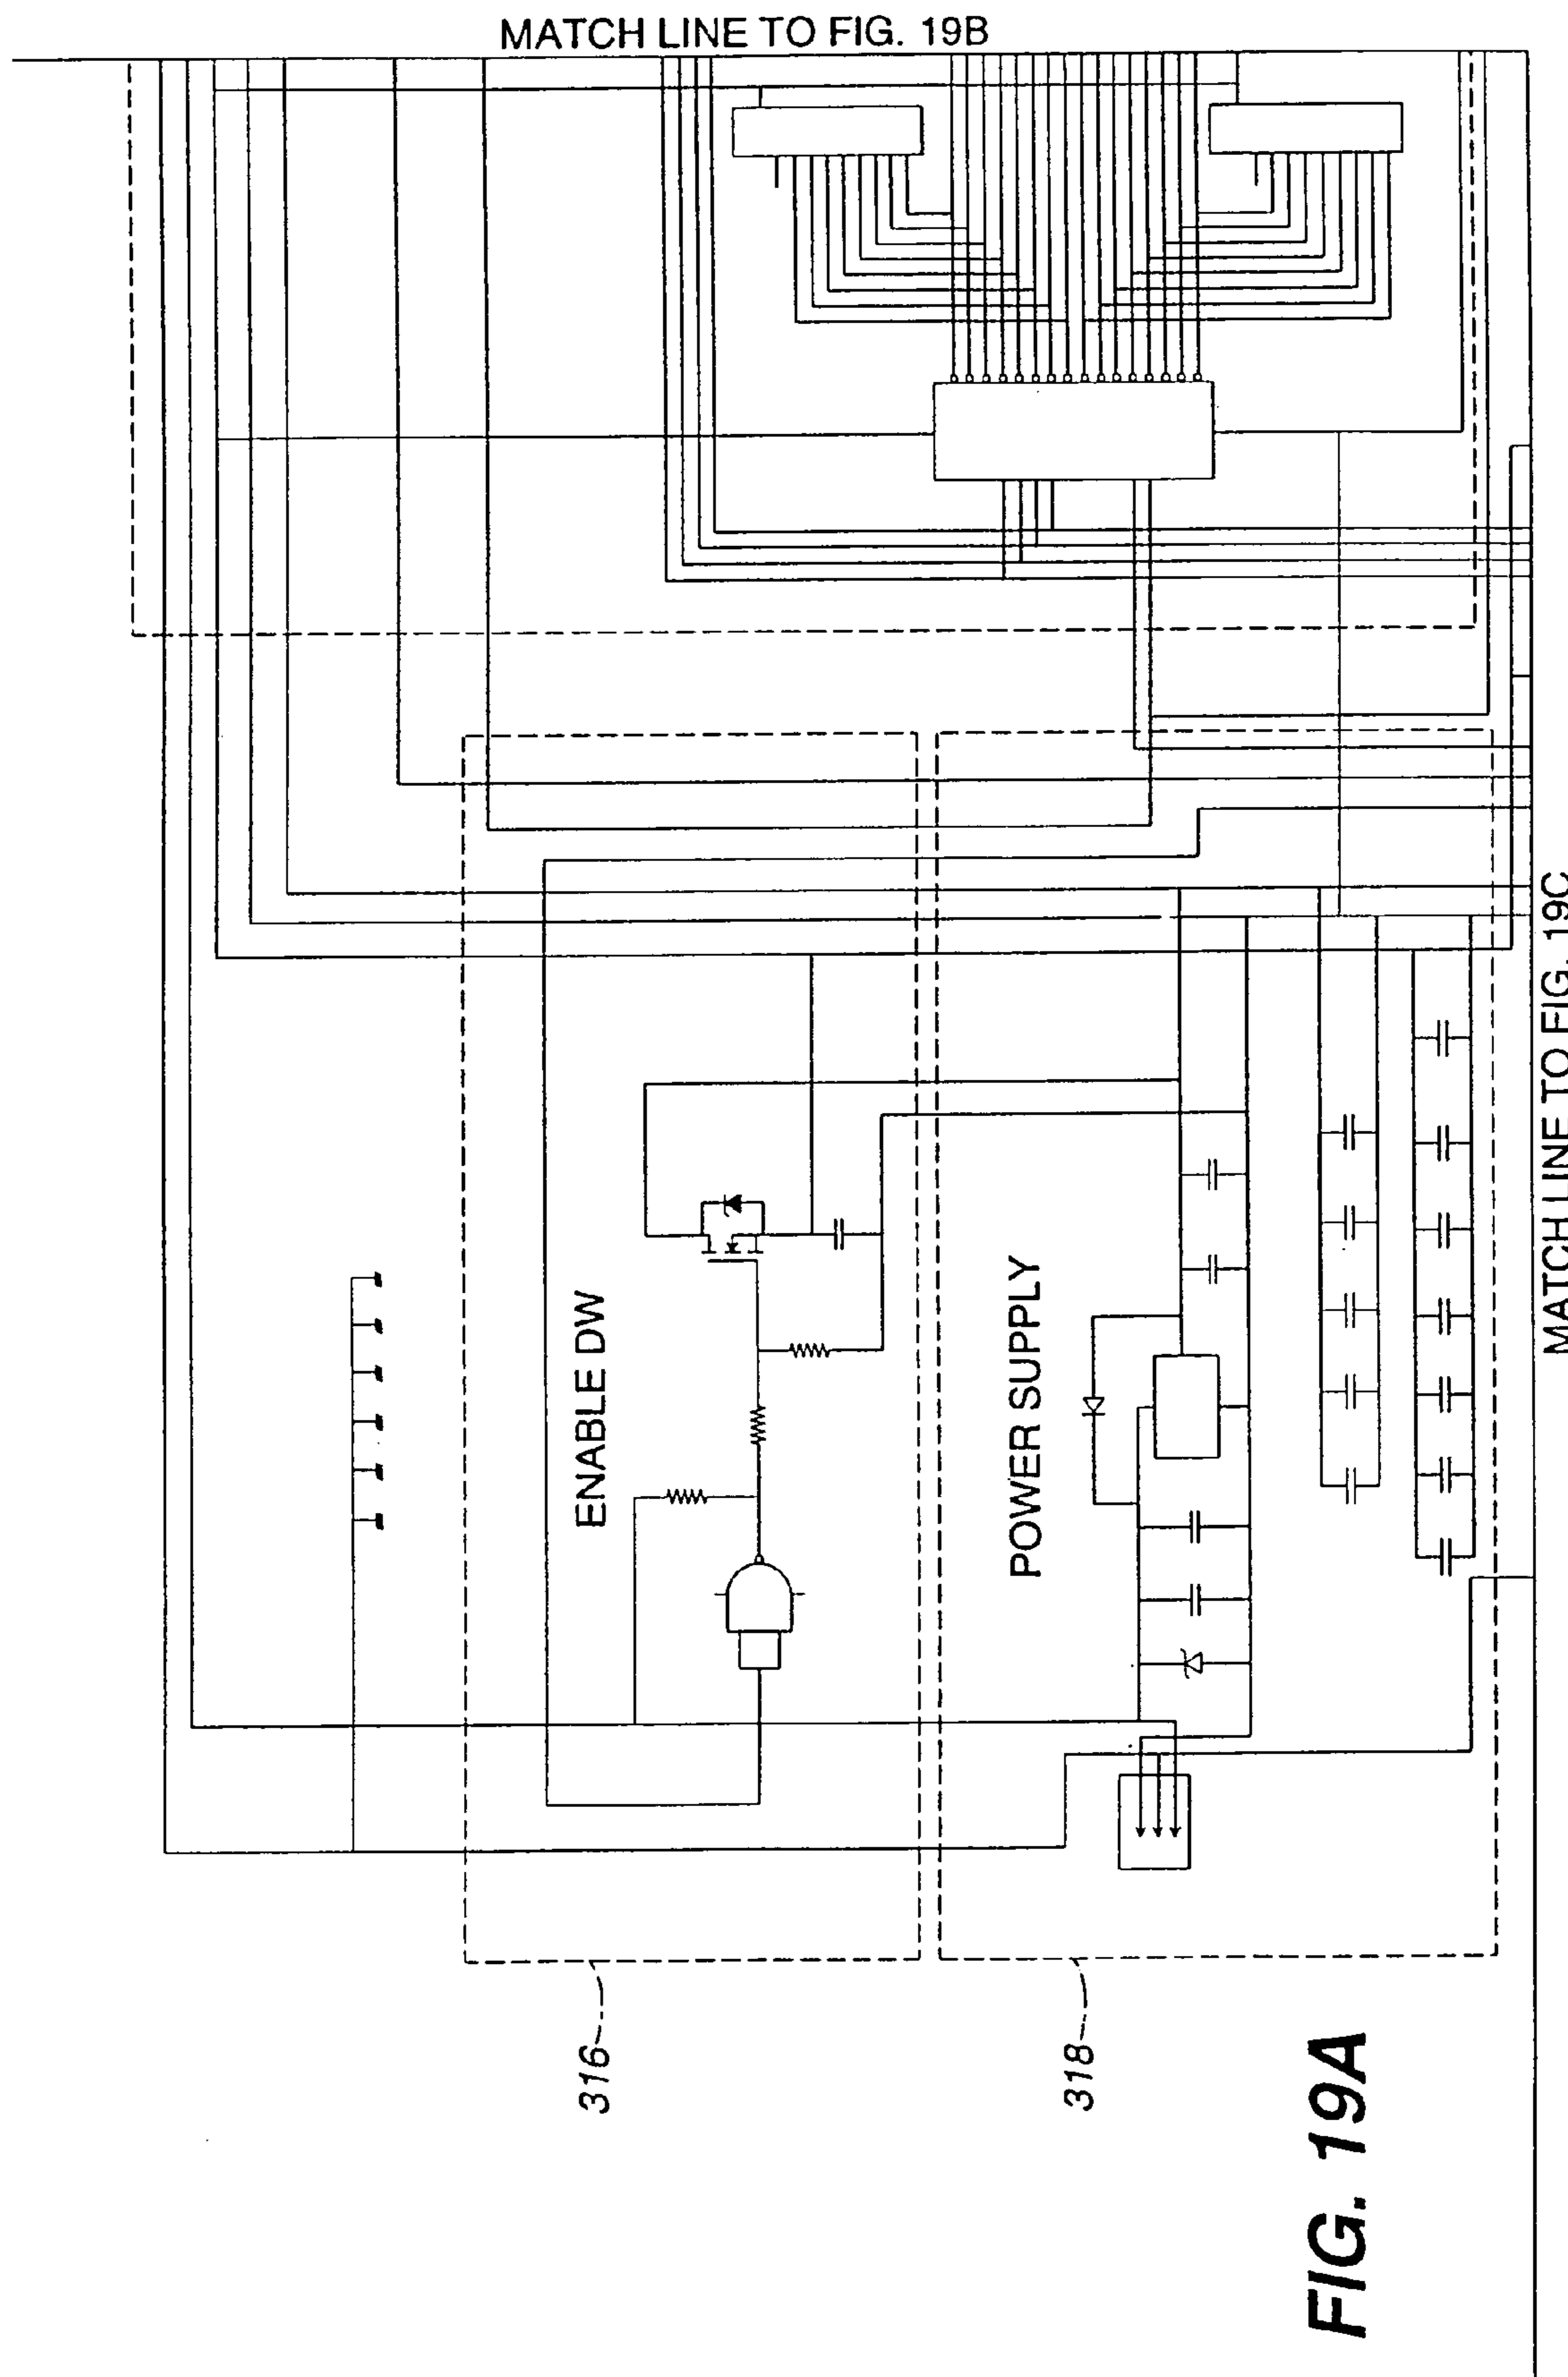 MATCH LINE TO FIG. 19B
ENABLE DW
POWER SUPPLY
MATCH LINE TO FIG. 19C
316
318
FIG. 19A